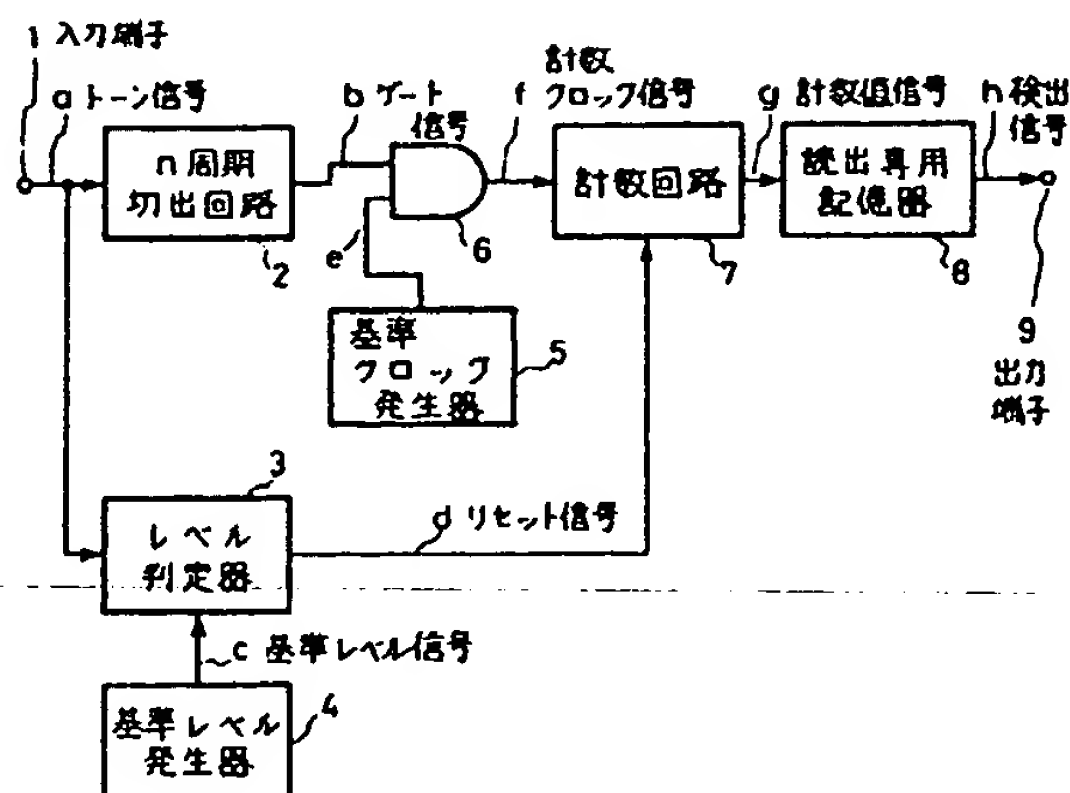 1 入力端子
a トーン信号
n周期
切出回路
2
b ゲート
信号
e
6
基準
クロック
発生器
5
f 計数
クロック信号
計数回路
7
g 計数値信号
読出専用
記憶器
8
h 検出
信号
9
出力
端子
3
レベル
判定器
d リセット信号
c 基準レベル信号
基準レベル
発生器
4